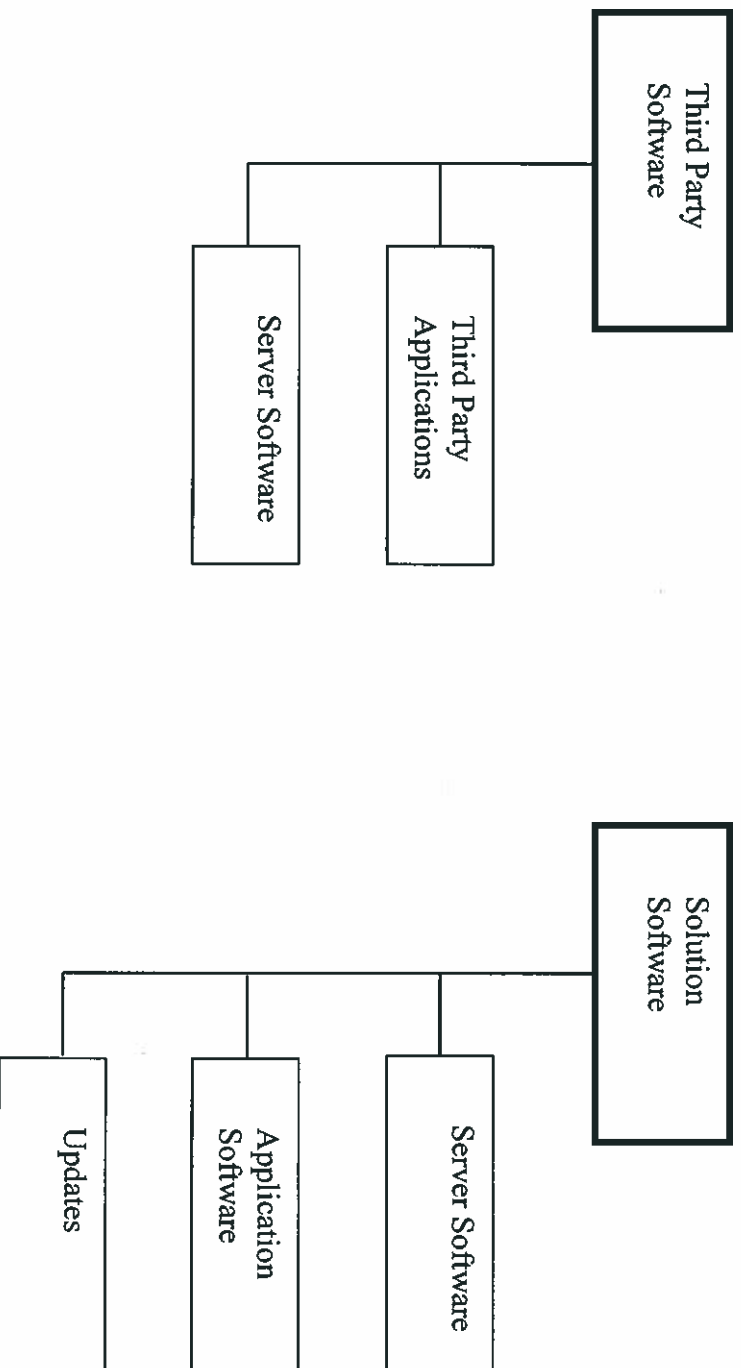 Third Party
Software
Third Party
Applications
Server Software
Solution
Software
Server Software
Application
Software
Updates